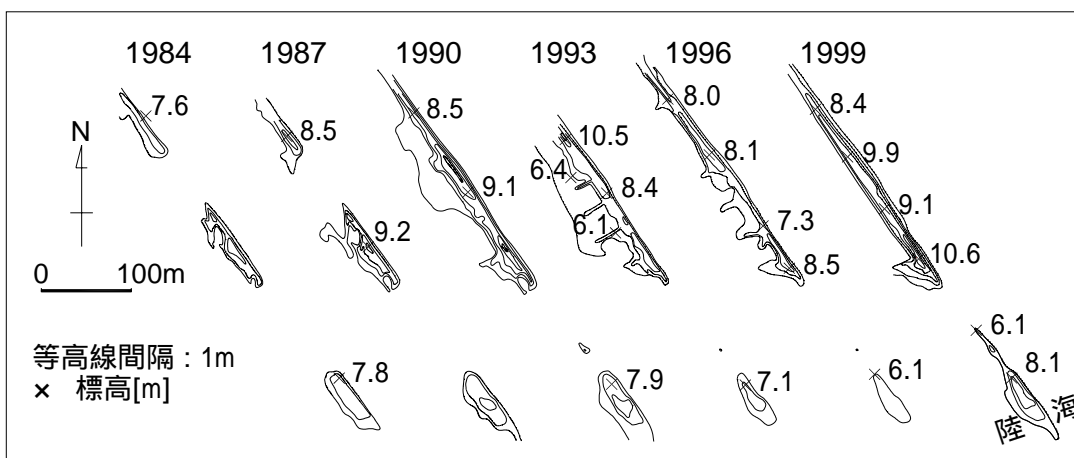 1984 1987 1990 1993 1996 1999
7.6 8.5 8.5 10.5 8.0 8.4
N
9.1 6.4 8.4 8.1 9.9
9.2 6.1 7.3 9.1
0 100m 8.5 10.6
等高線間隔：1m
× 標高[m]
7.8 7.9 7.1 6.1 6.1 8.1
陸 海